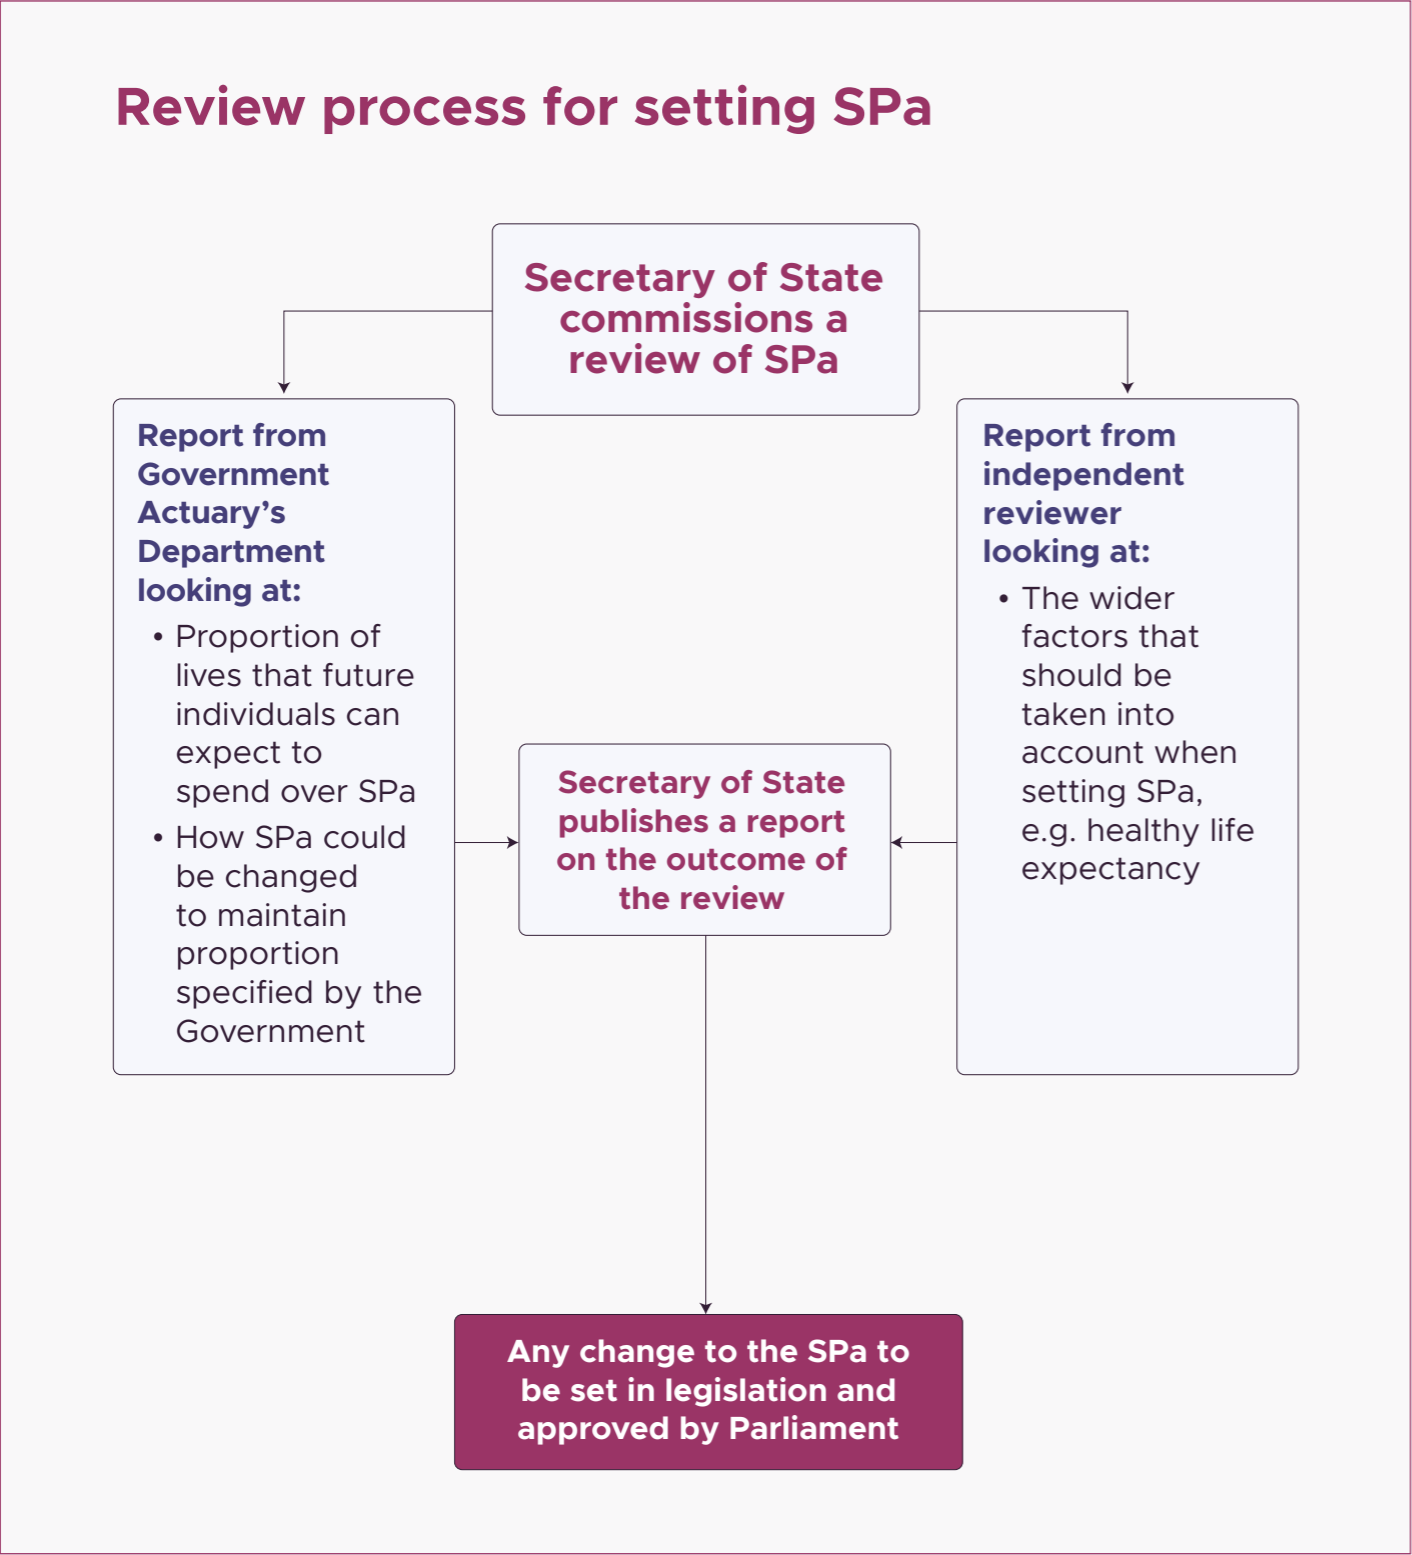 Review process for setting SPa
Secretary of State
commissions a
review of SPa
Report from
Government
Actuary’s
Department
looking at:
• Proportion of
lives that future
individuals can
expect to
spend over SPa
• How SPa could
be changed
to maintain
proportion
specified by the
Government
Report from
independent
reviewer
looking at:
• The wider
factors that
should be
taken into
account when
setting SPa,
e.g. healthy life
expectancy
Secretary of State
publishes a report
on the outcome of
the review
Any change to the SPa to
be set in legislation and
approved by Parliament